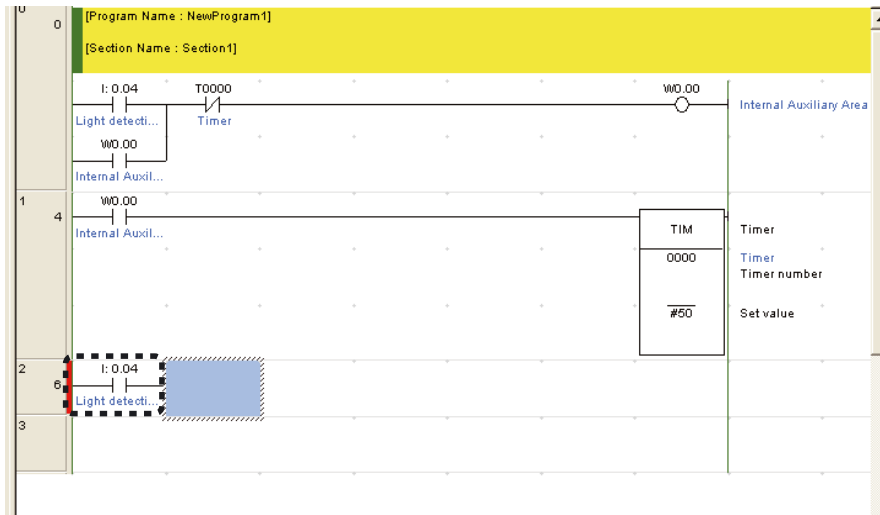 0
0
[Program Name : NewProgram1]
[Section Name : Section1]
I: 0.04
T0000
W0.00
Light detecti...
Timer
Internal Auxiliary Area
W0.00
Internal Auxil...
1
4
W0.00
Internal Auxil...
TIM
Timer
0000
Timer
Timer number
#50
Set value
2
6
I: 0.04
Light detecti...
3